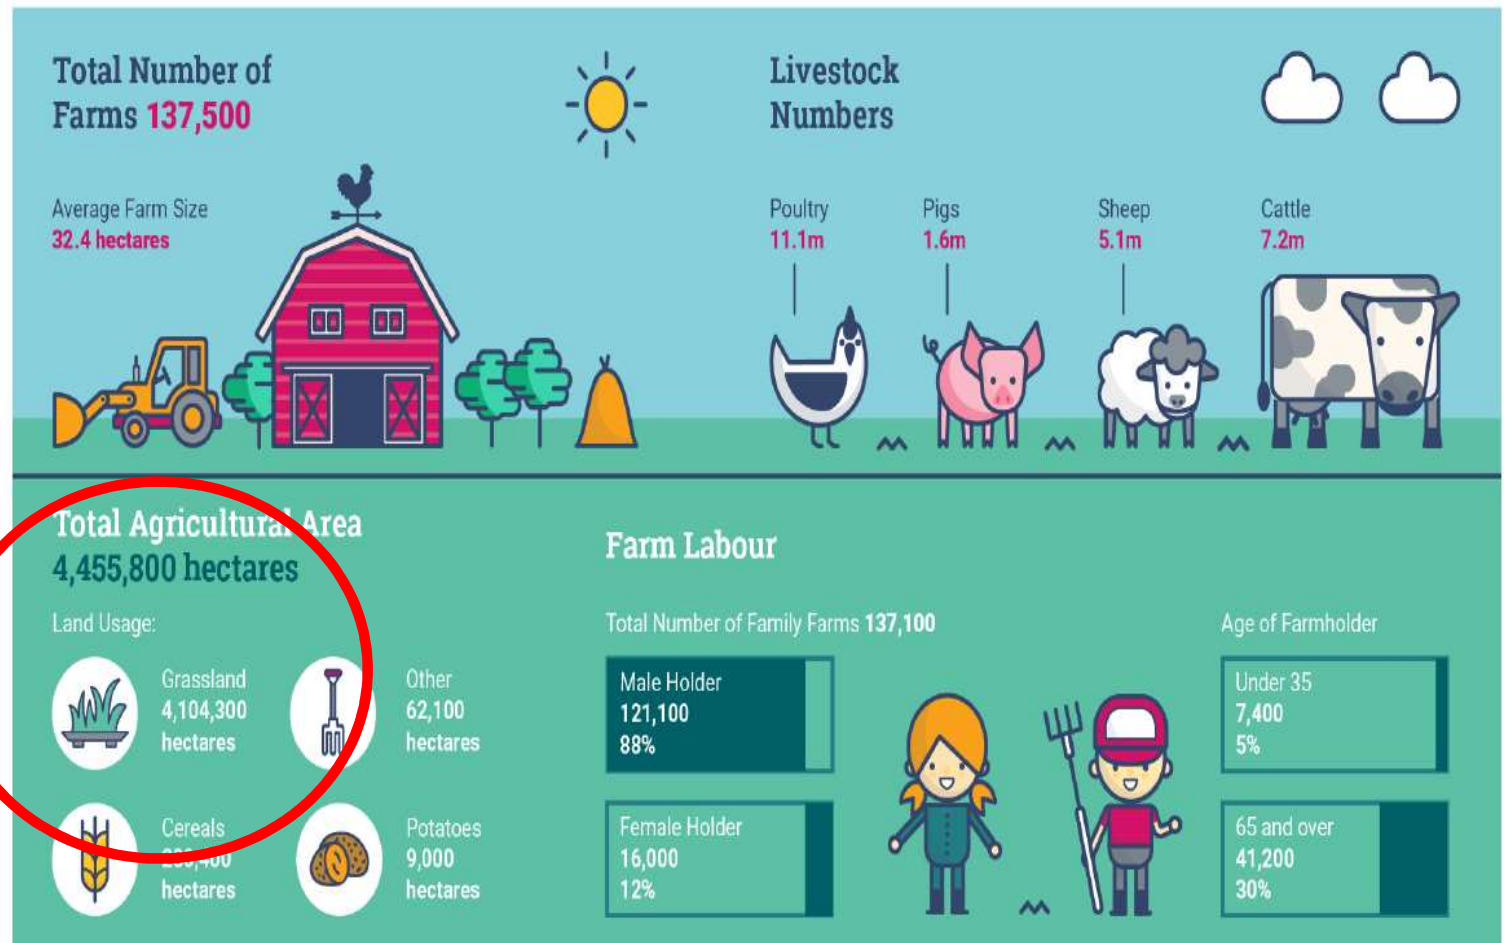 Total Number of
Farms 137,500
Average Farm Size
32.4 hectares
Livestock
Numbers
Poultry
11.1m
Pigs
1.6m
Sheep
5.1m
Cattle
7.2m
Total Agricultural Area
4,455,800 hectares
Land Usage:
Grassland
4,104,300
hectares
Other
62,100
hectares
Cereals
280,400
hectares
Potatoes
9,000
hectares
Farm Labour
Total Number of Family Farms 137,100
Male Holder
121,100
88%
Female Holder
16,000
12%
Age of Farmholder
Under 35
7,400
5%
65 and over
41,200
30%